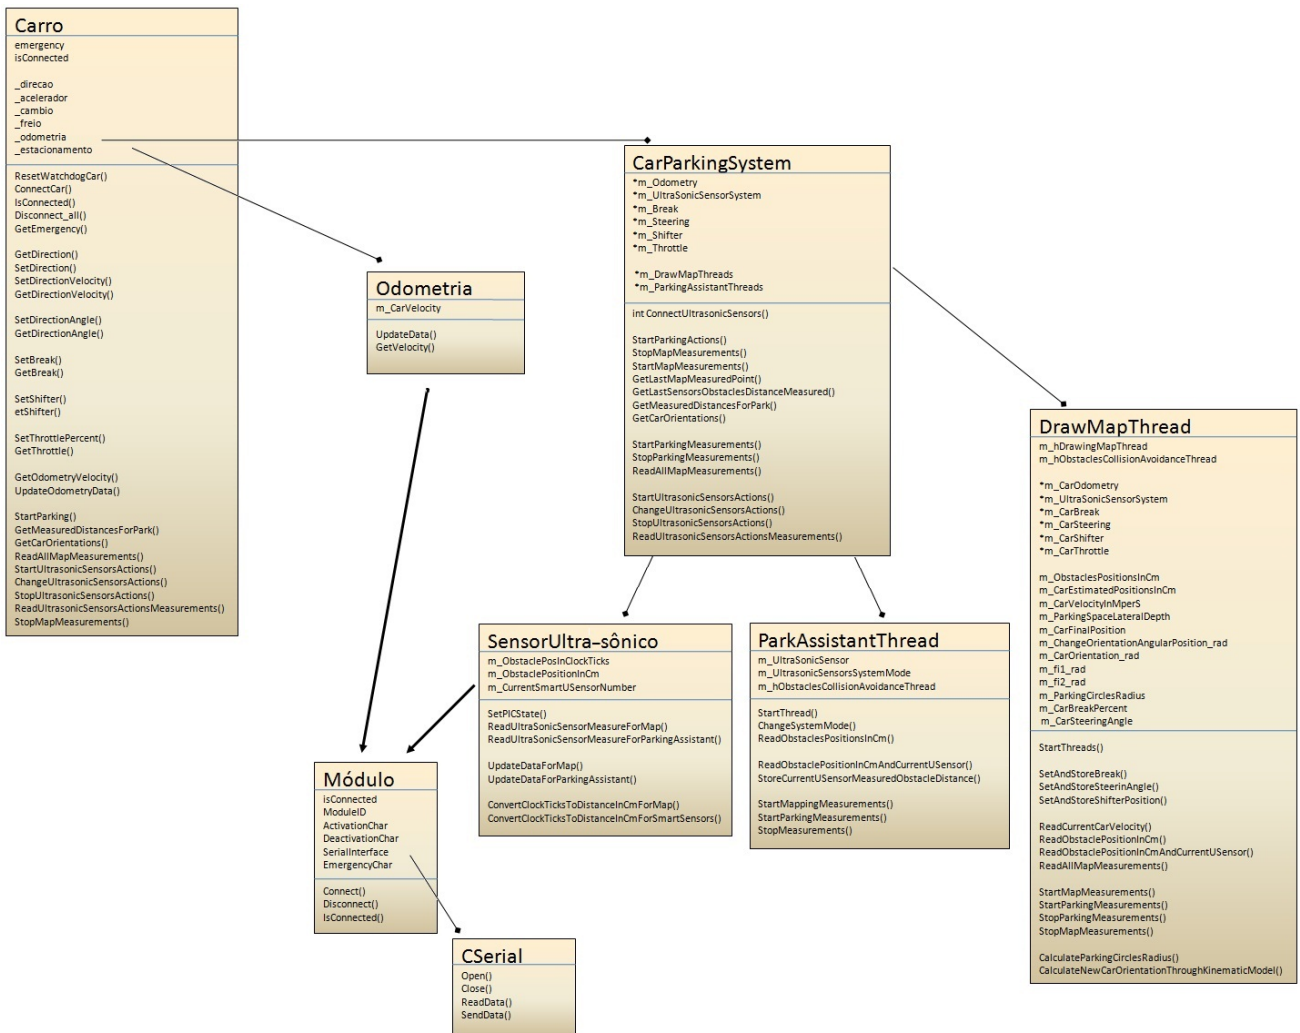 Carro
emergency
isConnected
_direcao
_acelerador
_cambio
_freio
_odometria
_estacionamento
ResetWatchdogCar()
ConnectCar()
IsConnected()
Disconnect_all()
GetEmergency()
GetDirection()
SetDirection()
SetDirectionVelocity()
GetDirectionVelocity()
SetDirectionAngle()
GetDirectionAngle()
SetBreak()
GetBreak()
SetShifter()
etShifter()
SetThrottlePercent()
GetThrottle()
GetOdometryVelocity()
UpdateOdometryData()
StartParking()
GetMeasuredDistancesForPark()
GetCarOrientations()
ReadAllMapMeasurements()
StartUltrasonicSensorsActions()
ChangeUltrasonicSensorsActions()
StopUltrasonicSensorsActions()
ReadUltrasonicSensorsActionsMeasurements()
StopMapMeasurements()
Odometria
m_CarVelocity
UpdateData()
GetVelocity()
CarParkingSystem
*m_Odometry
*m_UltraSonicSensorSystem
*m_Break
*m_Steering
*m_Shifter
*m_Throttle
*m_DrawMapThreads
*m_ParkingAssistantThreads
int ConnectUltrasonicSensors()
StartParkingActions()
StopMapMeasurements()
StartMapMeasurements()
GetLastMapMeasuredPoint()
GetLastSensorsObstaclesDistanceMeasured()
GetMeasuredDistancesForPark()
GetCarOrientations()
StartParkingMeasurements()
StopParkingMeasurements()
ReadAllMapMeasurements()
StartUltrasonicSensorsActions()
ChangeUltrasonicSensorsActions()
StopUltrasonicSensorsActions()
ReadUltrasonicSensorsActionsMeasurements()
DrawMapThread
m_hDrawingMapThread
m_hObstaclesCollisionAvoidanceThread
*m_CarOdometry
*m_UltraSonicSensorSystem
*m_CarBreak
*m_CarSteering
*m_CarShifter
*m_CarThrottle
m_ObstaclesPositionsInCm
m_CarEstimatedPositionsInCm
m_CarVelocityInMperS
m_ParkingSpaceLateralDepth
m_CarFinalPosition
m_ChangeOrientationAngularPosition_rad
m_CarOrientation_rad
m_fi1_rad
m_fi2_rad
m_ParkingCirclesRadius
m_CarBreakPercent
m_CarSteeringAngle
StartThreads()
SetAndStoreBreak()
SetAndStoreSteerinAngle()
SetAndStoreShifterPosition()
ReadCurrentCarVelocity()
ReadObstaclePositionInCm()
ReadObstaclePositionInCmAndCurrentUSensor()
ReadAllMapMeasurements()
StartMapMeasurements()
StartParkingMeasurements()
StopParkingMeasurements()
StopMapMeasurements()
CalculateParkingCirclesRadius()
CalculateNewCarOrientationThroughKinematicModel()
SensorUltra-sônico
m_ObstaclePosInClockTicks
m_ObstaclePositionInCm
m_CurrentSmartUSensorNumber
SetPICState()
ReadUltraSonicSensorMeasureForMap()
ReadUltraSonicSensorMeasureForParkingAssistant()
UpdateDataForMap()
UpdateDataForParkingAssistant()
ConvertClockTicksToDistanceInCmForMap()
ConvertClockTicksToDistanceInCmForSmartSensors()
ParkAssistantThread
m_UltraSonicSensor
m_UltraSonicSensorsSystemMode
m_hObstaclesCollisionAvoidanceThread
StartThread()
ChangeSystemMode()
ReadObstaclesPositionsInCm()
ReadObstaclePositionInCmAndCurrentUSensor()
StoreCurrentUSensorMeasuredObstacleDistance()
StartMappingMeasurements()
StartParkingMeasurements()
StopMeasurements()
Módulo
isConnected
ModuleID
ActivationChar
DeactivationChar
SerialInterface
EmergencyChar
Connect()
Disconnect()
IsConnected()
CSerial
Open()
Close()
ReadData()
SendData()